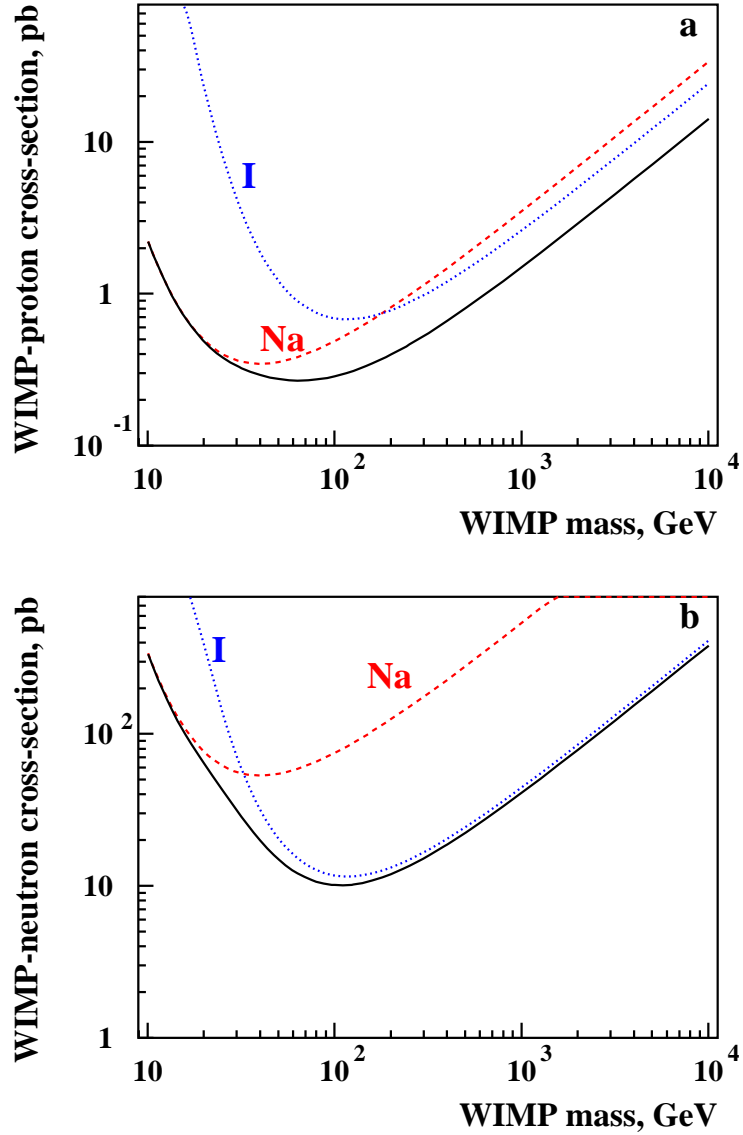 a
WIMP-proton cross-section, pb
10
1
10 -1
I
Na
10 10 2 10 3 10 4
WIMP mass, GeV
b
WIMP-neutron cross-section, pb
10 2
10
1
I
Na
10 10 2 10 3 10 4
WIMP mass, GeV